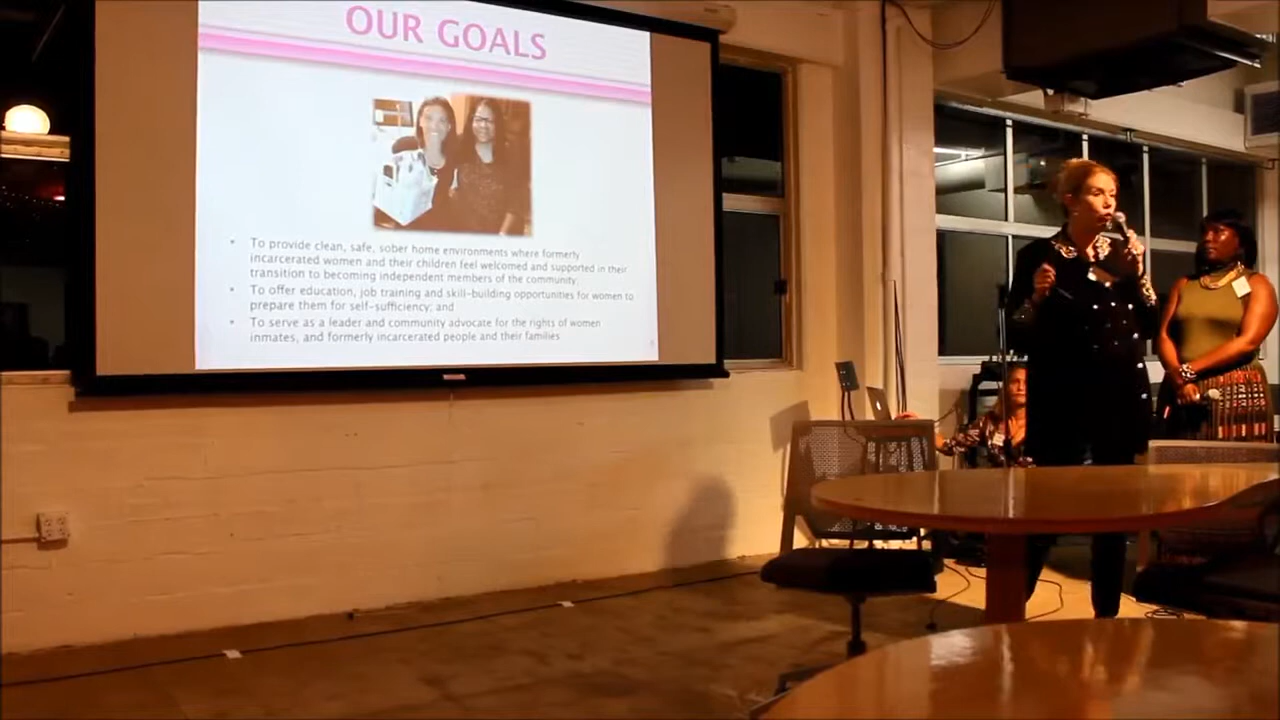 OUR GOALS
• To provide clean, safe, sober home environments where formerly
incarcerated women and their children feel welcomed and supported in their
transition to becoming independent members of the community;
• To offer education, job training and skill-building opportunities for women to
prepare them for self-sufficiency; and
• To serve as a leader and community advocate for the rights of women
inmates, and formerly incarcerated people and their families